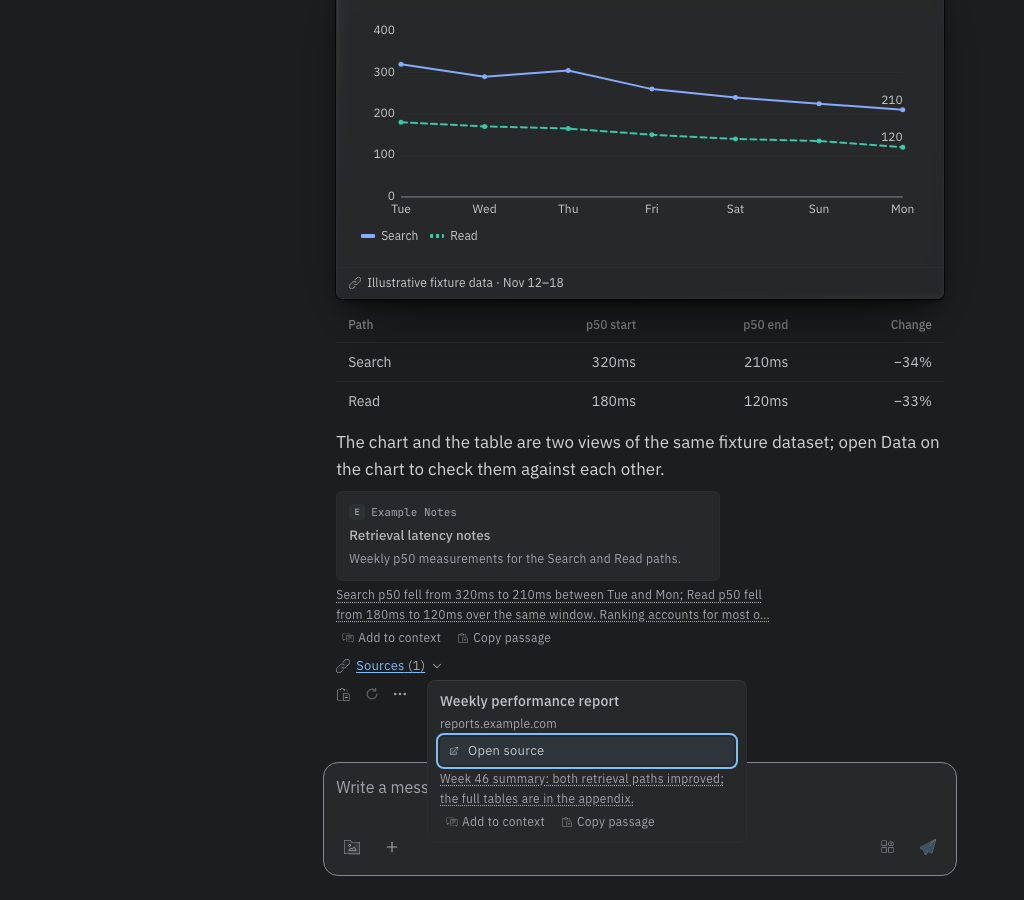 400
300
200
100
0
210
120
Tue Wed Thu Fri Sat Sun Mon
Search Read
Illustrative fixture data · Nov 12–18
Path p50 start p50 end Change
Search 320ms 210ms −34%
Read 180ms 120ms −33%
The chart and the table are two views of the same fixture dataset; open Data on
the chart to check them against each other.
E Example Notes
Retrieval latency notes
Weekly p50 measurements for the Search and Read paths.
Search p50 fell from 320ms to 210ms between Tue and Mon; Read p50 fell
from 180ms to 120ms over the same window. Ranking accounts for most o…
Add to context Copy passage
Sources (1)
Weekly performance report
reports.example.com
Open source
Week 46 summary: both retrieval paths improved;
the full tables are in the appendix.
Add to context Copy passage
Write a mess